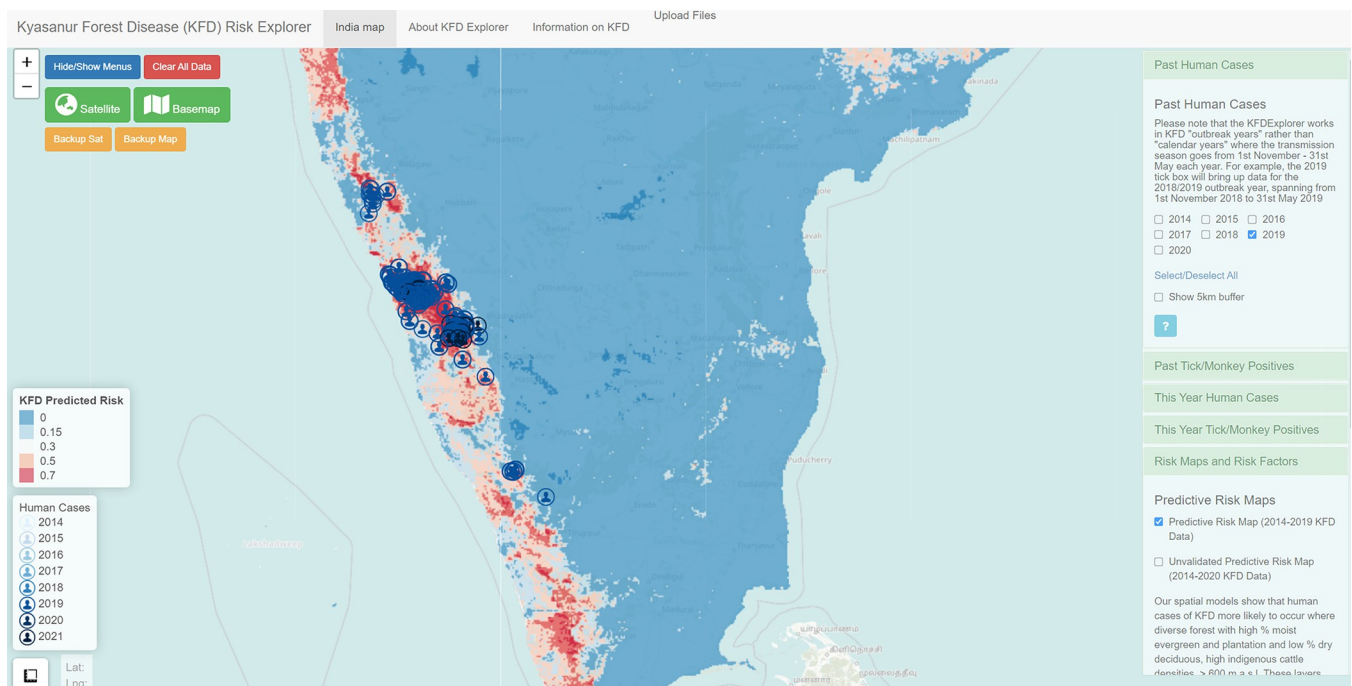 Kyasanur Forest Disease (KFD) Risk Explorer
India map
About KFD Explorer
Information on KFD
Upload Files
+
−
Hide/Show Menus
Clear All Data
Satellite
Basemap
Backup Sat
Backup Map
KFD Predicted Risk
0
0.15
0.3
0.5
0.7
Human Cases
2014
2015
2016
2017
2018
2019
2020
2021
Lat:
Lng:
Lakshadweep
Puducherry
யாழ்ப்பாணம்
கிளிநொச்சி
மன்னார்
Past Human Cases
Past Human Cases
Please note that the KFDExplorer works
in KFD "outbreak years" rather than
"calendar years" where the transmission
season goes from 1st November - 31st
May each year. For example, the 2019
tick box will bring up data for the
2018/2019 outbreak year, spanning from
1st November 2018 to 31st May 2019
2014 2015 2016
2017 2018 2019
2020
Select/Deselect All
Show 5km buffer
?
Past Tick/Monkey Positives
This Year Human Cases
This Year Tick/Monkey Positives
Risk Maps and Risk Factors
Predictive Risk Maps
Predictive Risk Map (2014-2019 KFD
Data)
Unvalidated Predictive Risk Map
(2014-2020 KFD Data)
Our spatial models show that human
cases of KFD more likely to occur where
diverse forest with high % moist
evergreen and plantation and low % dry
deciduous, high indigenous cattle
densities, > 600 m a.s.l. These layers